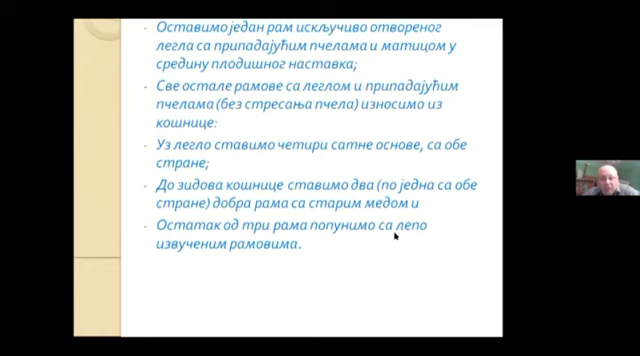 - Оставимо један рам искључиво отвореног
легла са припадајућим пчелама и матицом у
средину плодишног наставка;
- Све остале рамове са леглом и припадајућим
пчелама (без стресања пчела) износимо из
кошнице:
- Уз легло ставимо четири сатне основе, са обе
стране;
- До зидова кошнице ставимо два (по једна са обе
стране) добра рама са старим медом и
- Остатак од три рама попунимо са лепо
извученим рамовима.